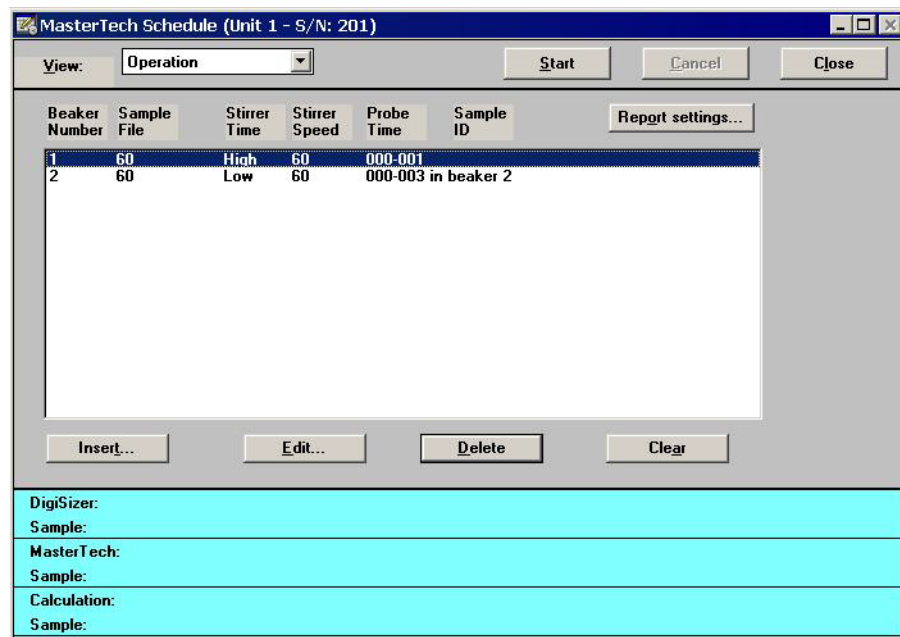 MasterTech Schedule (Unit 1 - S/N: 201)
View: Operation Start Cancel Close
Beaker Number Sample File Stirrer Time Stirrer Speed Probe Time Sample ID Report settings...
1 60 High 60 000-001
2 60 Low 60 000-003 in beaker 2
Insert... Edit... Delete Clear
DigiSizer:
Sample:
MasterTech:
Sample:
Calculation:
Sample: